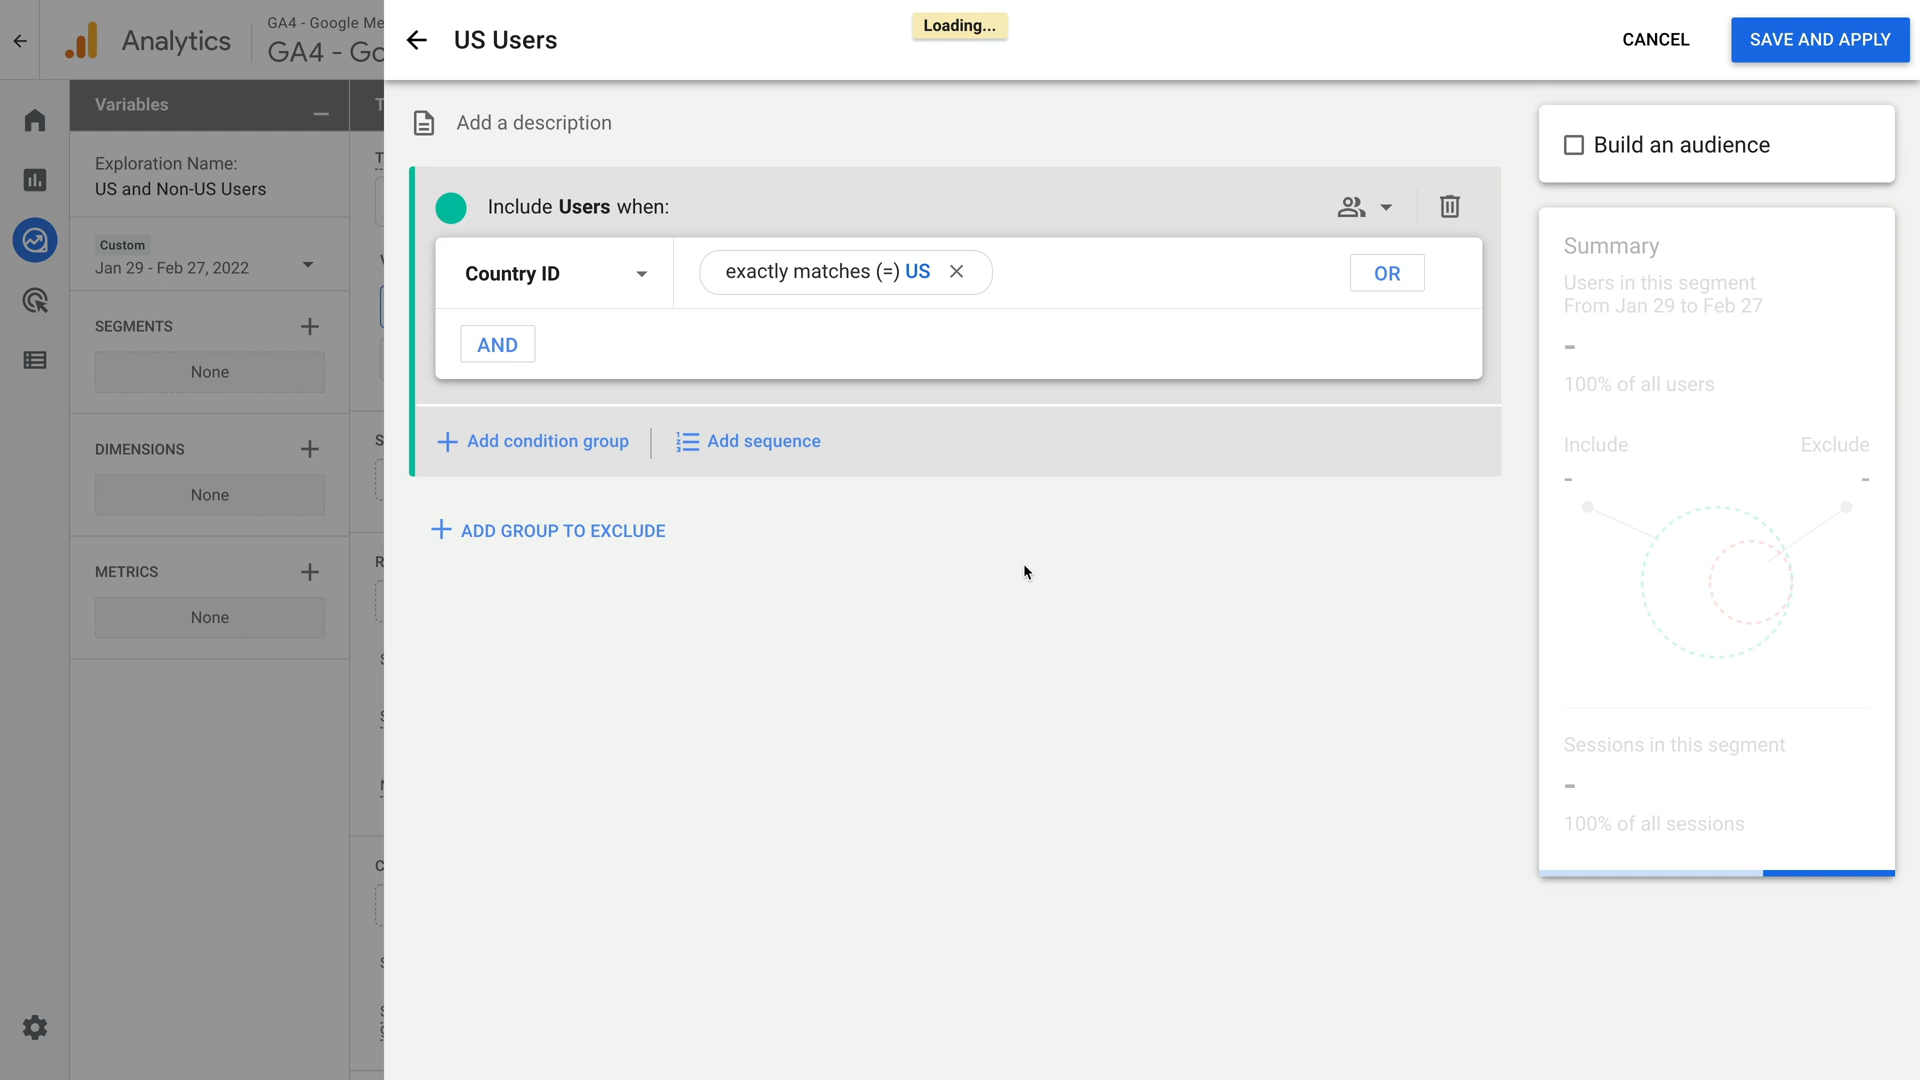 GA4 - Google Me
Analytics
GA4 - Go
US Users
Loading...
CANCEL
SAVE AND APPLY
Variables
Exploration Name:
US and Non-US Users
Custom
Jan 29 - Feb 27, 2022
SEGMENTS
None
DIMENSIONS
None
METRICS
None
Add a description
Include Users when:
Country ID
exactly matches (=) US
OR
AND
Add condition group
Add sequence
ADD GROUP TO EXCLUDE
Build an audience
Summary
Users in this segment
From Jan 29 to Feb 27
-
100% of all users
Include
Exclude
-
-
Sessions in this segment
-
100% of all sessions